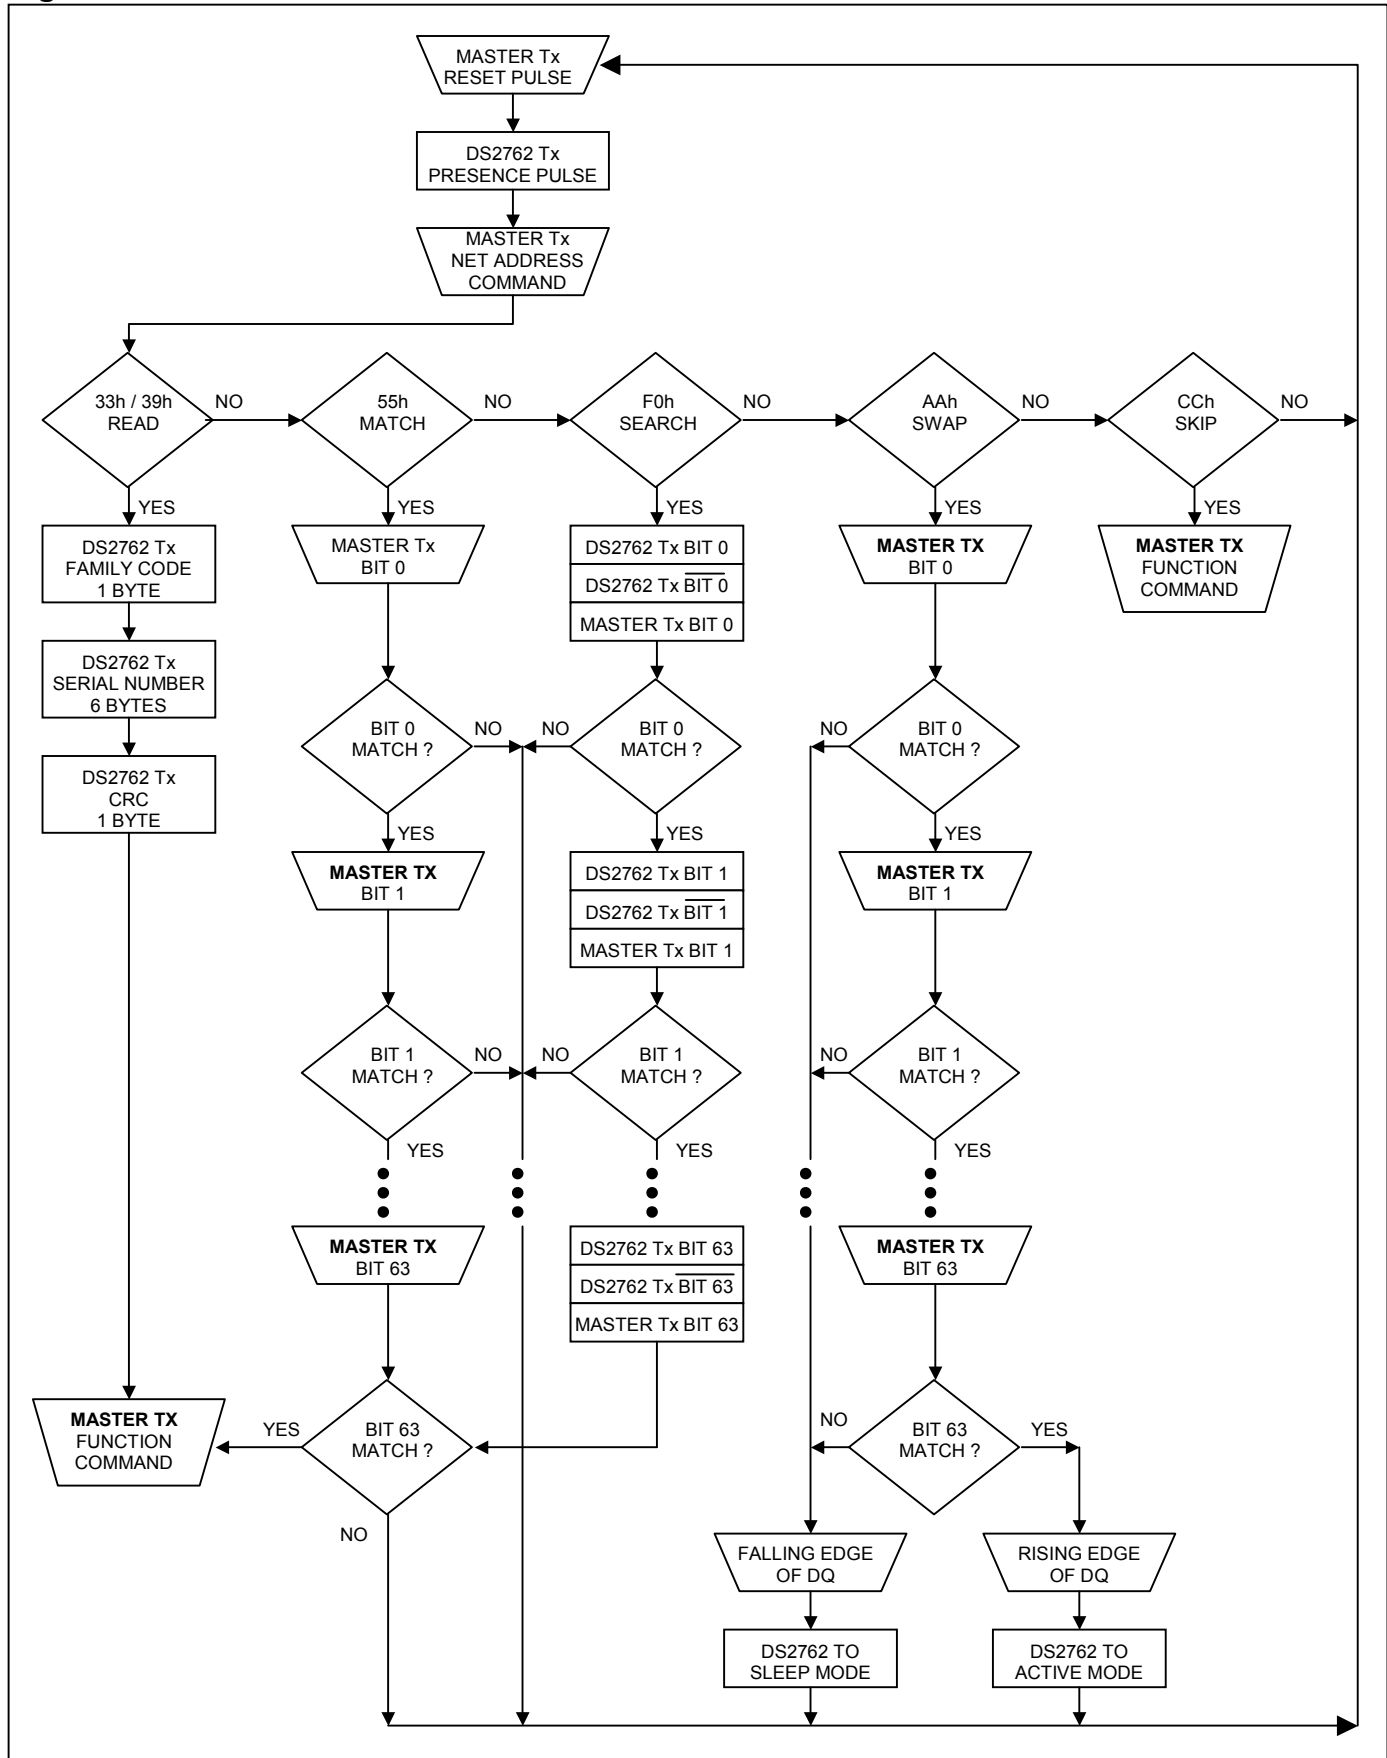 MASTER Tx
RESET PULSE
DS2762 Tx
PRESENCE PULSE
MASTER Tx
NET ADDRESS
COMMAND
33h / 39h
READ
NO
55h
MATCH
NO
F0h
SEARCH
NO
AAh
SWAP
NO
CCh
SKIP
NO
YES
YES
YES
YES
YES
DS2762 Tx
FAMILY CODE
1 BYTE
DS2762 Tx
SERIAL NUMBER
6 BYTES
DS2762 Tx
CRC
1 BYTE
MASTER Tx
BIT 0
BIT 0
MATCH ?
NO
YES
MASTER TX
BIT 1
BIT 1
MATCH ?
NO
YES
MASTER TX
BIT 63
BIT 63
MATCH ?
YES
NO
MASTER TX
FUNCTION
COMMAND
DS2762 Tx BIT 0
DS2762 Tx B̅I̅T̅ ̅0̅
MASTER Tx BIT 0
NO
BIT 0
MATCH ?
YES
DS2762 Tx BIT 1
DS2762 Tx B̅I̅T̅ ̅1̅
MASTER Tx BIT 1
NO
BIT 1
MATCH ?
YES
DS2762 Tx BIT 63
DS2762 Tx B̅I̅T̅ ̅6̅3̅
MASTER Tx BIT 63
MASTER TX
BIT 0
NO
BIT 0
MATCH ?
YES
MASTER TX
BIT 1
NO
BIT 1
MATCH ?
YES
MASTER TX
BIT 63
NO
BIT 63
MATCH ?
YES
FALLING EDGE
OF DQ
RISING EDGE
OF DQ
DS2762 TO
SLEEP MODE
DS2762 TO
ACTIVE MODE
MASTER TX
FUNCTION
COMMAND